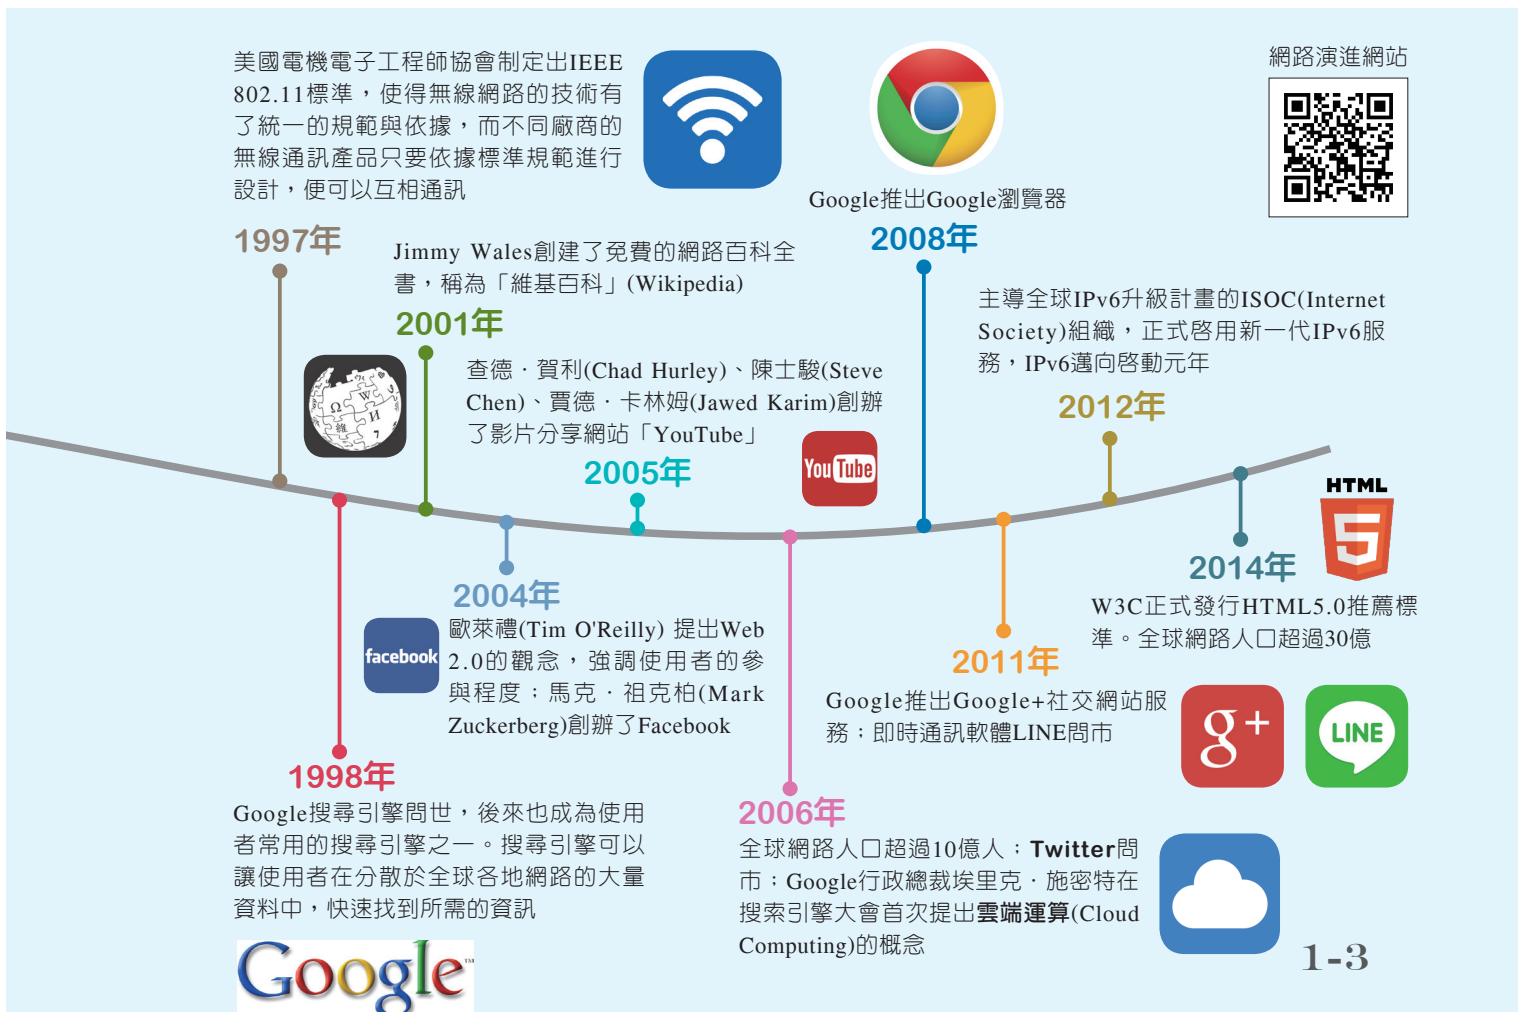 美國電機電子工程師協會制定出IEEE
802.11標準，使得無線網路的技術有
了統一的規範與依據，而不同廠商的
無線通訊產品只要依據標準規範進行
設計，便可以互相通訊
1997年
Google推出Google瀏覽器
2008年
網路演進網站
Jimmy Wales創建了免費的網路百科全
書，稱為「維基百科」(Wikipedia)
2001年
主導全球IPv6升級計畫的ISOC(Internet
Society)組織，正式啓用新一代IPv6服
務，IPv6邁向啓動元年
2012年
查德．賀利(Chad Hurley)、陳士駿(Steve
Chen)、賈德．卡林姆(Jawed Karim)創辦
了影片分享網站「YouTube」
2005年
Ω
W
И
維
7
You Tube
HTML
5
2014年
W3C正式發行HTML5.0推薦標
準。全球網路人口超過30億
2004年
facebook
歐萊禮(Tim O'Reilly) 提出Web
2.0的觀念，強調使用者的參
與程度；馬克．祖克柏(Mark
Zuckerberg)創辦了Facebook
2011年
Google推出Google+社交網站服
務；即時通訊軟體LINE問市
g+
LINE
1998年
Google搜尋引擎問世，後來也成為使用
者常用的搜尋引擎之一。搜尋引擎可以
讓使用者在分散於全球各地網路的大量
資料中，快速找到所需的資訊
Google™
2006年
全球網路人口超過10億人；Twitter問
市；Google行政總裁埃里克．施密特在
搜索引擎大會首次提出雲端運算(Cloud
Computing)的概念
1-3